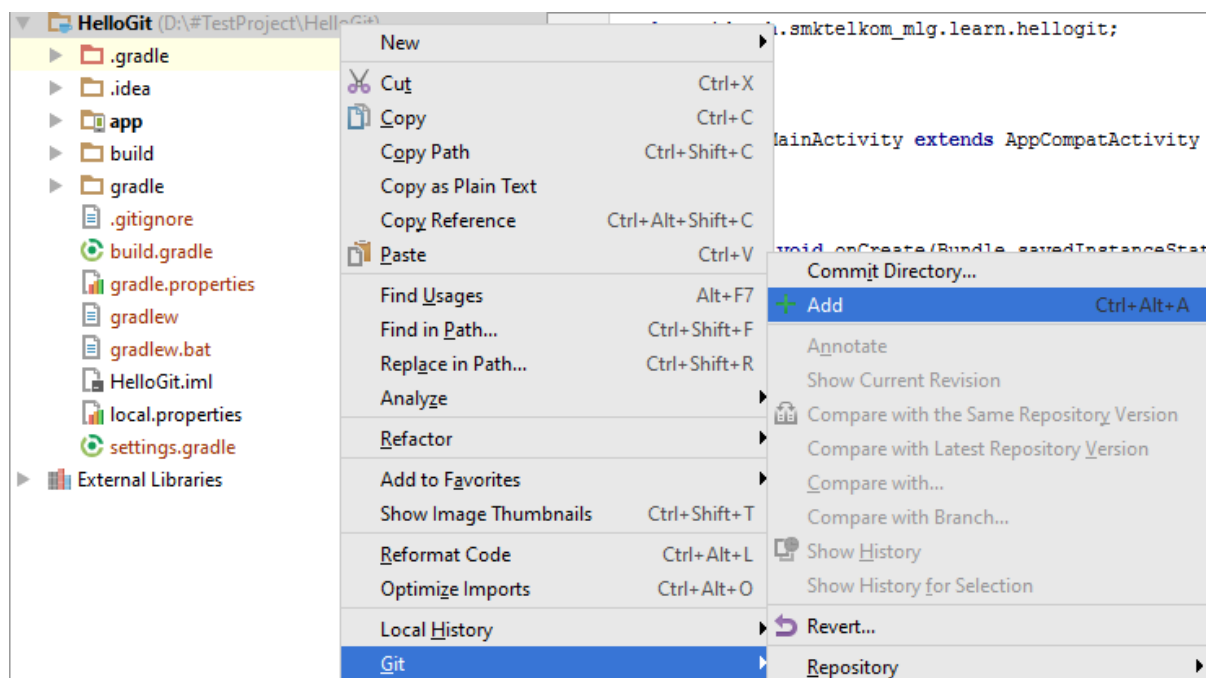 HelloGit (D:\#TestProject\HelloGit)
.gradle
.idea
app
build
gradle
.gitignore
build.gradle
gradle.properties
gradlew
gradlew.bat
HelloGit.iml
local.properties
settings.gradle
External Libraries
New
Cut Ctrl+X
Copy Ctrl+C
Copy Path Ctrl+Shift+C
Copy as Plain Text
Copy Reference Ctrl+Alt+Shift+C
Paste Ctrl+V
Find Usages Alt+F7
Find in Path... Ctrl+Shift+F
Replace in Path... Ctrl+Shift+R
Analyze
Refactor
Add to Favorites
Show Image Thumbnails Ctrl+Shift+T
Reformat Code Ctrl+Alt+L
Optimize Imports Ctrl+Alt+O
Local History
Git
.smktelkom_mlg.learn.hellogit;
MainActivity extends AppCompatActivity
void onCreate(Bundle savedInstanceStat
Commit Directory...
Add Ctrl+Alt+A
Annotate
Show Current Revision
Compare with the Same Repository Version
Compare with Latest Repository Version
Compare with...
Compare with Branch...
Show History
Show History for Selection
Revert...
Repository